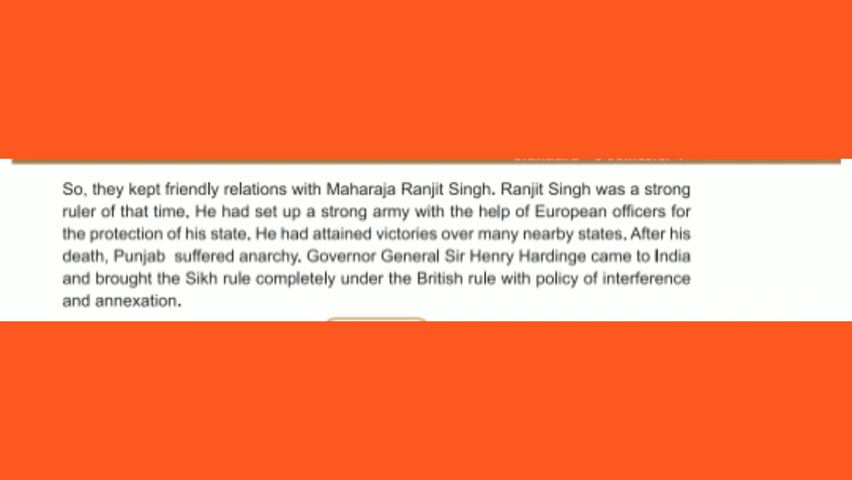 So, they kept friendly relations with Maharaja Ranjit Singh. Ranjit Singh was a strong
ruler of that time. He had set up a strong army with the help of European officers for
the protection of his state. He had attained victories over many nearby states. After his
death, Punjab suffered anarchy. Governor General Sir Henry Hardinge came to India
and brought the Sikh rule completely under the British rule with policy of interference
and annexation.